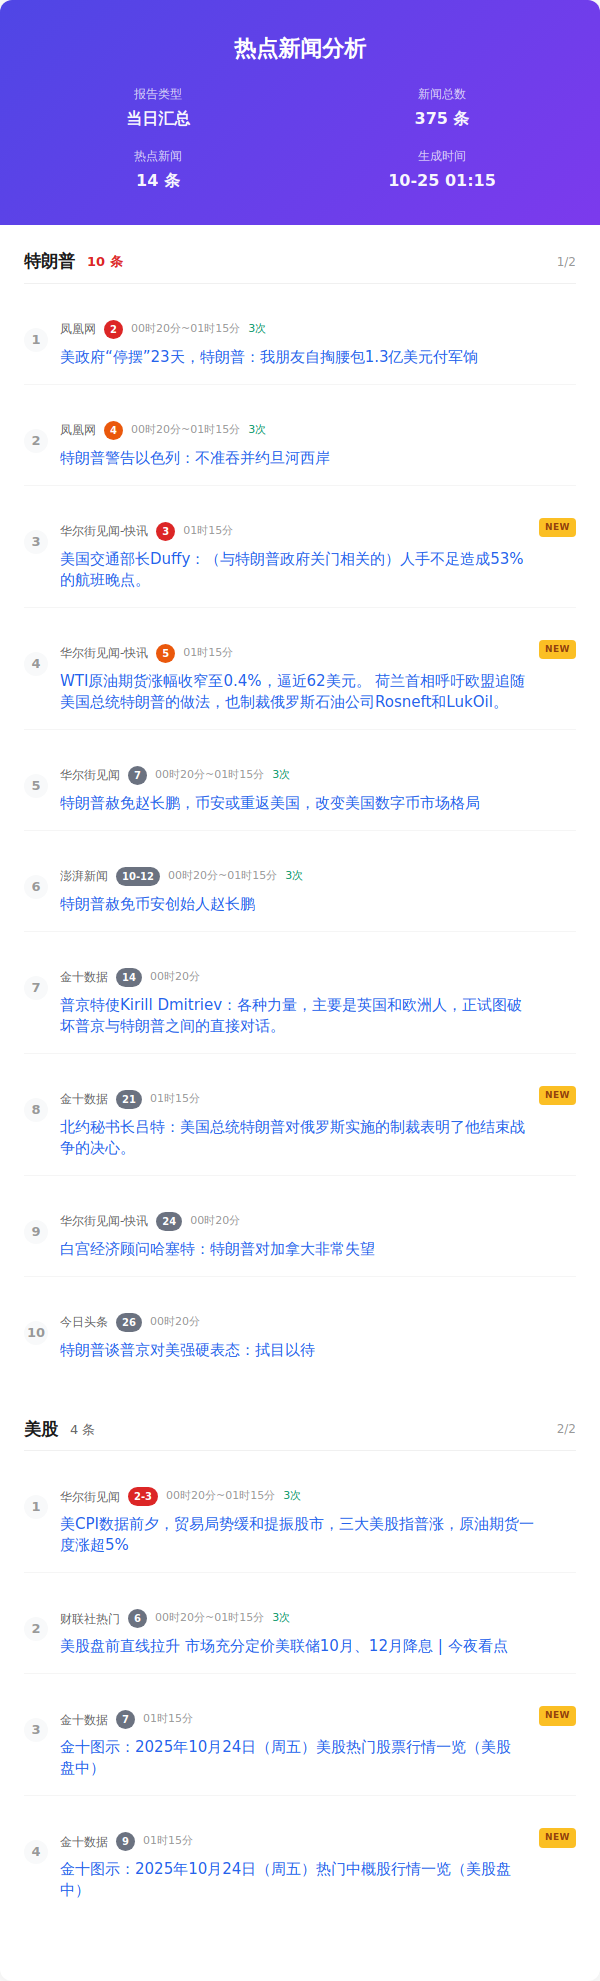 热点新闻分析
报告类型
新闻总数
当日汇总
375 条
热点新闻
生成时间
14 条
10-25 01:15
特朗普 10 条 1/2
1
凤凰网 2 00时20分~01时15分 3次
美政府“停摆”23天，特朗普：我朋友自掏腰包1.3亿美元付军饷
2
凤凰网 4 00时20分~01时15分 3次
特朗普警告以色列：不准吞并约旦河西岸
3
华尔街见闻-快讯 3 01时15分 NEW
美国交通部长Duffy：（与特朗普政府关门相关的）人手不足造成53%
的航班晚点。
4
华尔街见闻-快讯 5 01时15分 NEW
WTI原油期货涨幅收窄至0.4%，逼近62美元。 荷兰首相呼吁欧盟追随
美国总统特朗普的做法，也制裁俄罗斯石油公司Rosneft和LukOil。
5
华尔街见闻 7 00时20分~01时15分 3次
特朗普赦免赵长鹏，币安或重返美国，改变美国数字币市场格局
6
澎湃新闻 10-12 00时20分~01时15分 3次
特朗普赦免币安创始人赵长鹏
7
金十数据 14 00时20分
普京特使Kirill Dmitriev：各种力量，主要是英国和欧洲人，正试图破
坏普京与特朗普之间的直接对话。
8
金十数据 21 01时15分 NEW
北约秘书长吕特：美国总统特朗普对俄罗斯实施的制裁表明了他结束战
争的决心。
9
华尔街见闻-快讯 24 00时20分
白宫经济顾问哈塞特：特朗普对加拿大非常失望
10
今日头条 26 00时20分
特朗普谈普京对美强硬表态：拭目以待
美股 4 条 2/2
1
华尔街见闻 2-3 00时20分~01时15分 3次
美CPI数据前夕，贸易局势缓和提振股市，三大美股指普涨，原油期货一
度涨超5%
2
财联社热门 6 00时20分~01时15分 3次
美股盘前直线拉升 市场充分定价美联储10月、12月降息 | 今夜看点
3
金十数据 7 01时15分 NEW
金十图示：2025年10月24日（周五）美股热门股票行情一览（美股
盘中）
4
金十数据 9 01时15分 NEW
金十图示：2025年10月24日（周五）热门中概股行情一览（美股盘
中）